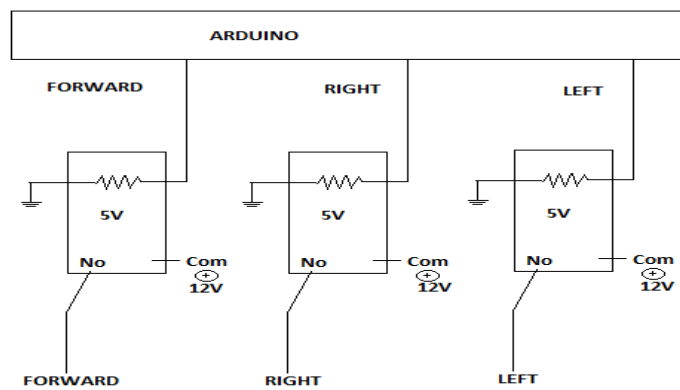 ARDUINO
FORWARD
RIGHT
LEFT
5V
5V
5V
No
Com
No
Com
No
Com
12V
12V
12V
FORWARD
RIGHT
LEFT